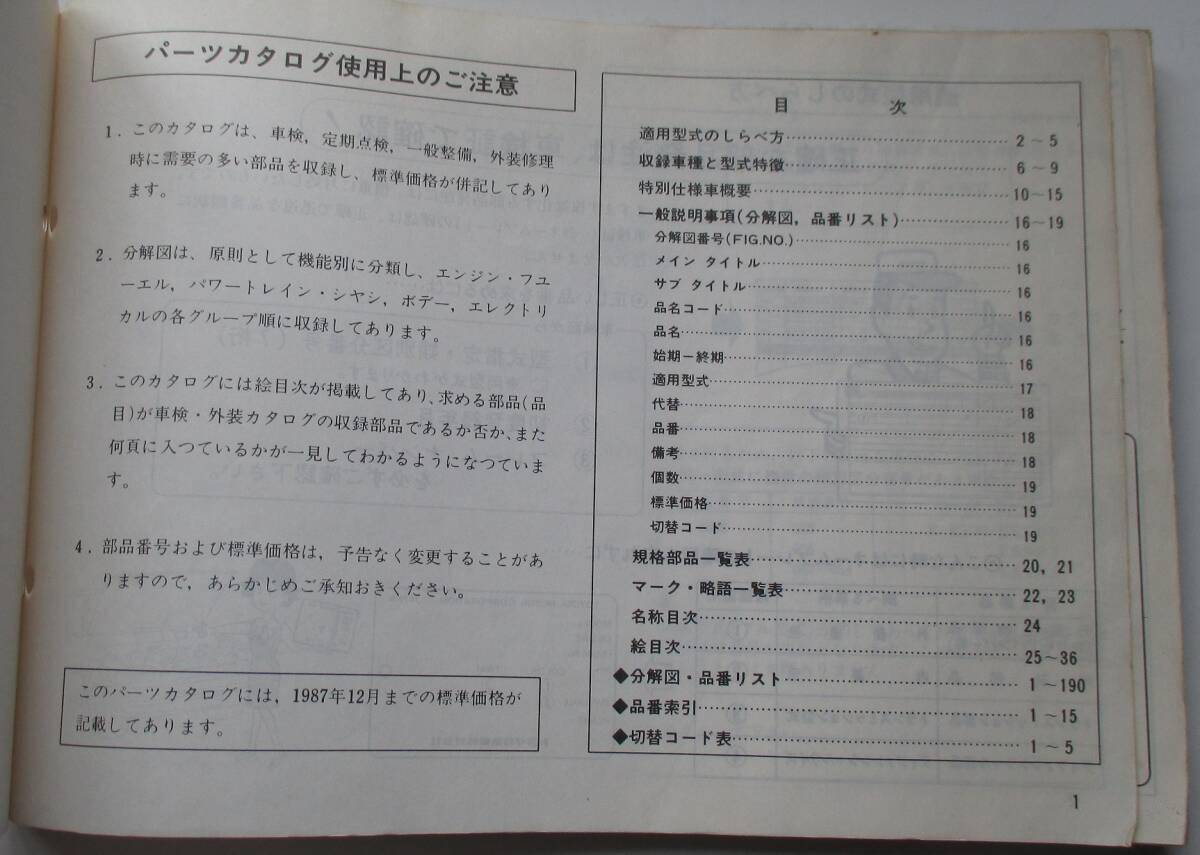 パーツカタログ使用上のご注意
1．このカタログは、車検，定期点検，一般整備，外装修理
時に需要の多い部品を収録し、標準価格が併記してあり
ます。
2．分解図は、原則として機能別に分類し、エンジン・フユ
ーエル，パワートレイン・シヤシ，ボデー，エレクトリ
カルの各グループ順に収録してあります。
3．このカタログには絵目次が掲載してあり、求める部品(品
目)が車検・外装カタログの収録部品であるか否か、また
何頁に入つているかが一見してわかるようになつていま
す。
4．部品番号および標準価格は，予告なく変更することがあ
りますので，あらかじめご承知おきください。
このパーツカタログには、1987年12月までの標準価格が
記載してあります。
目　次
適用型式のしらべ方…………2～5
収録車種と型式特徴…………6～9
特別仕様車概要…………10～15
一般説明事項(分解図，品番リスト)…………16～19
分解図番号(FIG.NO.)…………16
メイン タイトル…………16
サブ タイトル…………16
品名コード…………16
品名…………16
始期－終期…………16
適用型式…………17
代替…………18
品番…………18
備考…………18
個数…………19
標準価格…………19
切替コード…………19
規格部品一覧表…………20，21
マーク・略語一覧表…………22，23
名称目次…………24
絵目次…………25～36
◆分解図・品番リスト…………1～190
◆品番索引…………1～15
◆切替コード表…………1～5
1